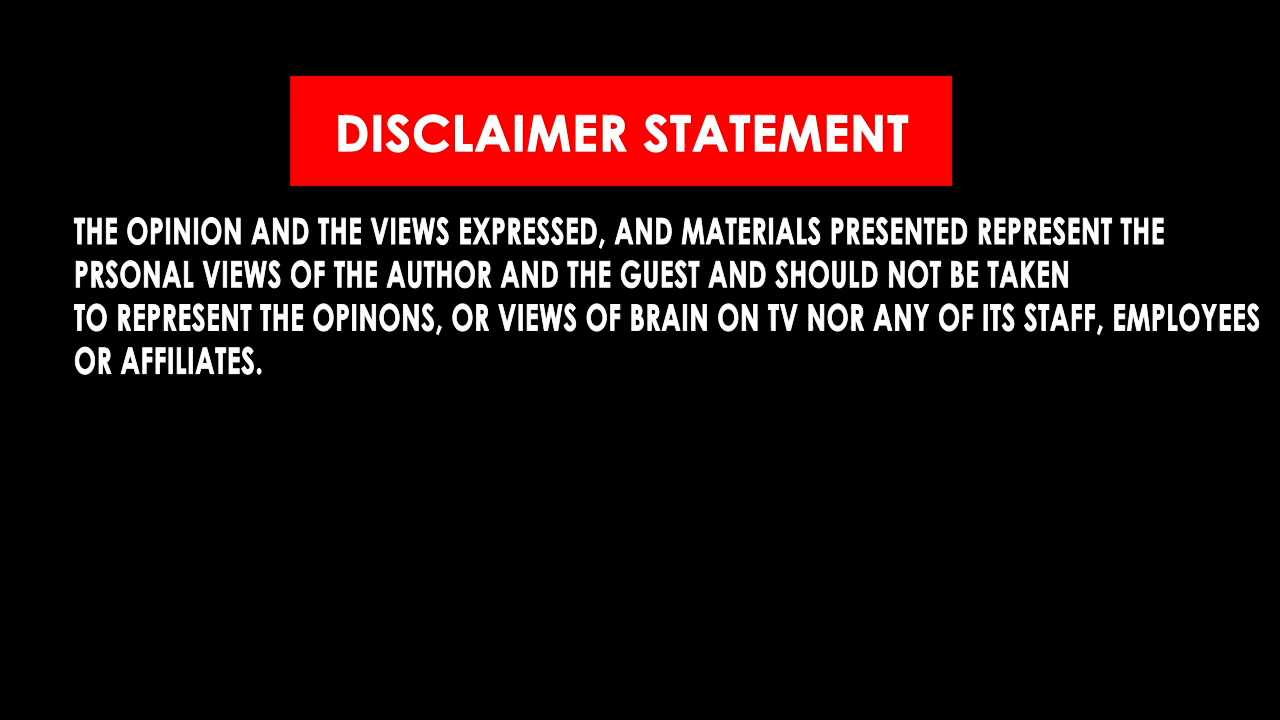 DISCLAIMER STATEMENT
THE OPINION AND THE VIEWS EXPRESSED, AND MATERIALS PRESENTED REPRESENT THE
PRSONAL VIEWS OF THE AUTHOR AND THE GUEST AND SHOULD NOT BE TAKEN
TO REPRESENT THE OPINONS, OR VIEWS OF BRAIN ON TV NOR ANY OF ITS STAFF, EMPLOYEES
OR AFFILIATES.